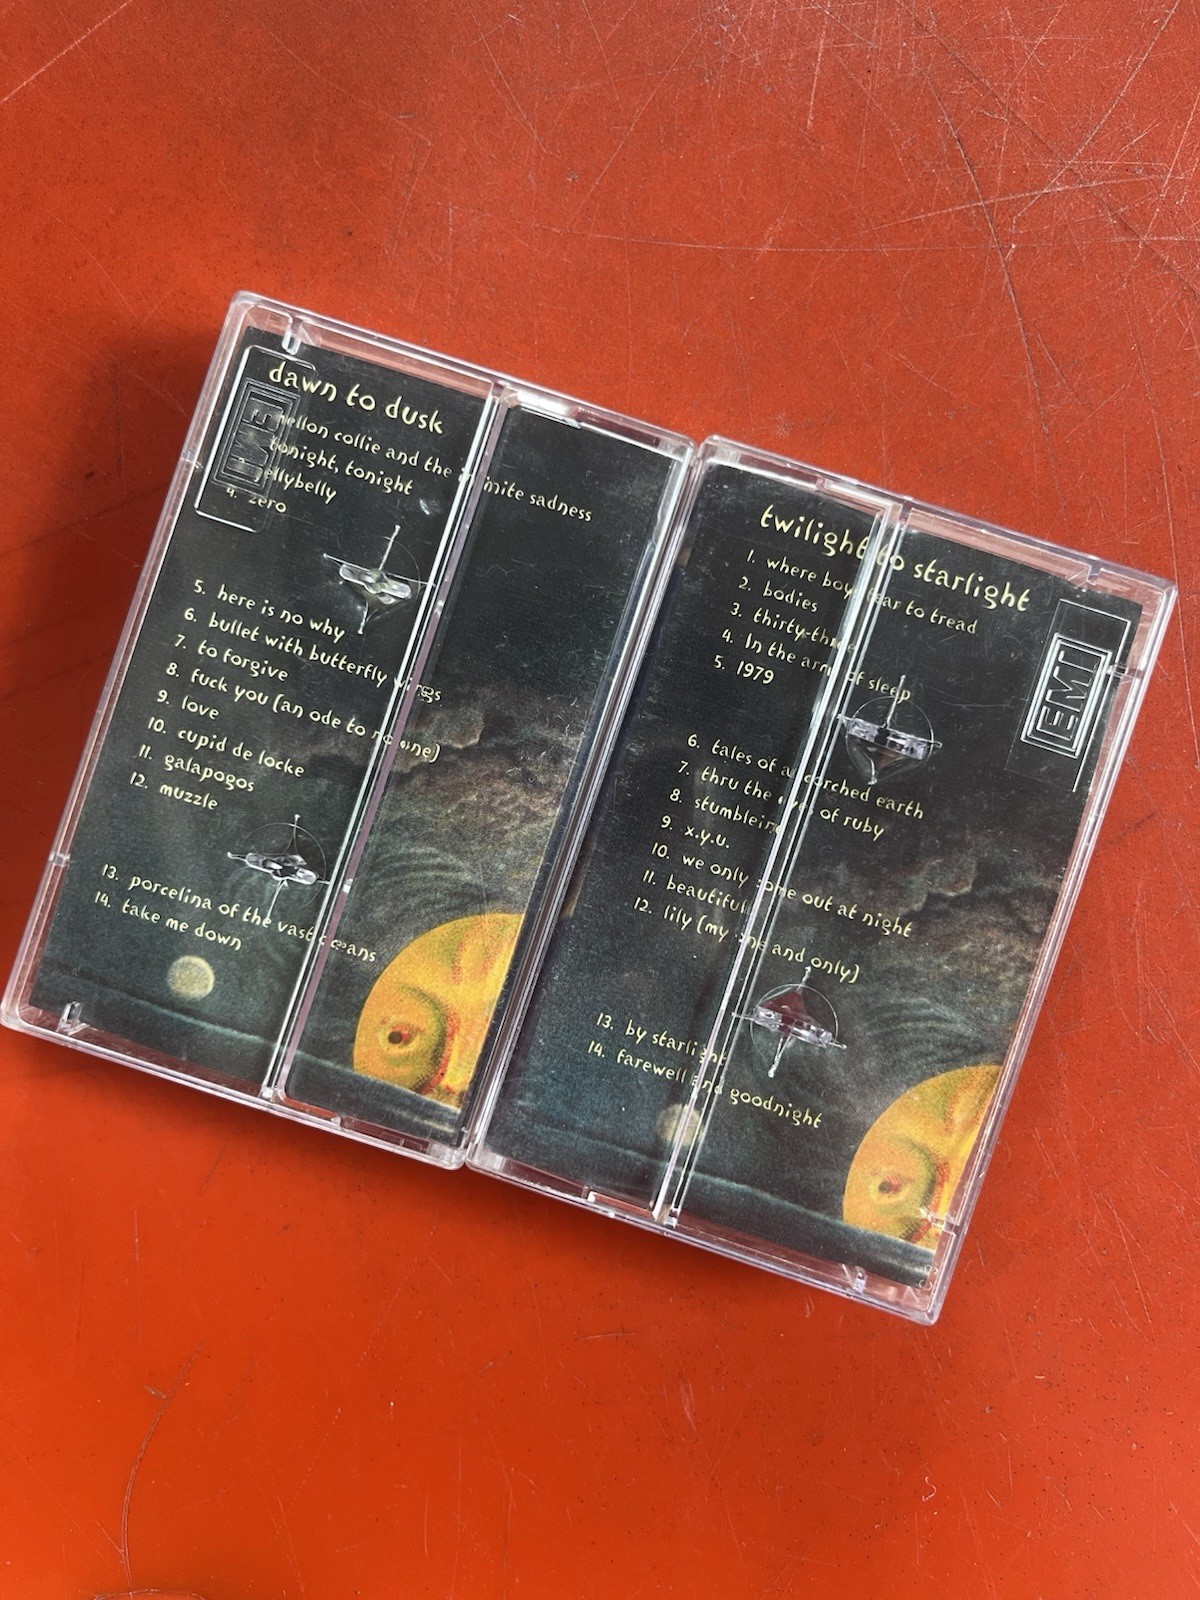 dawn to dusk
mellon collie and the infinite sadness
tonight, tonight
jellybelly
4. zero
5. here is no why
6. bullet with butterfly wings
7. to forgive
8. fuck you (an ode to no one)
9. love
10. cupid de locke
11. galapogos
12. muzzle
13. porcelina of the vast oceans
14. take me down
EMI
twilight to starlight
1. where boys fear to tread
2. bodies
3. thirty-three
4. In the arms of sleep
5. 1979
6. tales of a scorched earth
7. thru the eyes of ruby
8. stumbleine
9. x.y.u.
10. we only come out at night
11. beautiful
12. lily (my one and only)
13. by starlight
14. farewell and goodnight
EMI